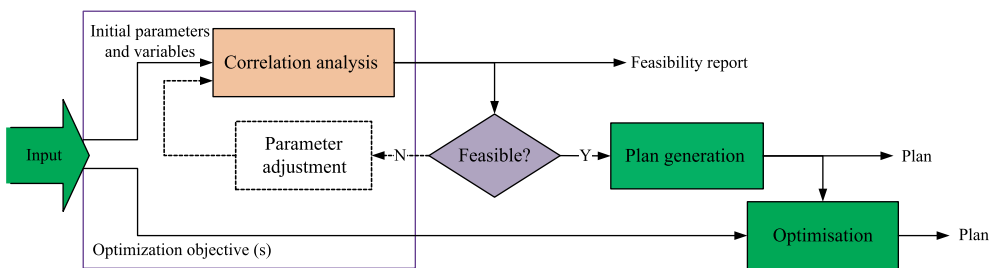 Initial parameters
and variables
Correlation analysis
Feasibility report
Input
Parameter
adjustment
N
Feasible?
Y
Plan generation
Plan
Optimization objective (s)
Optimisation
Plan